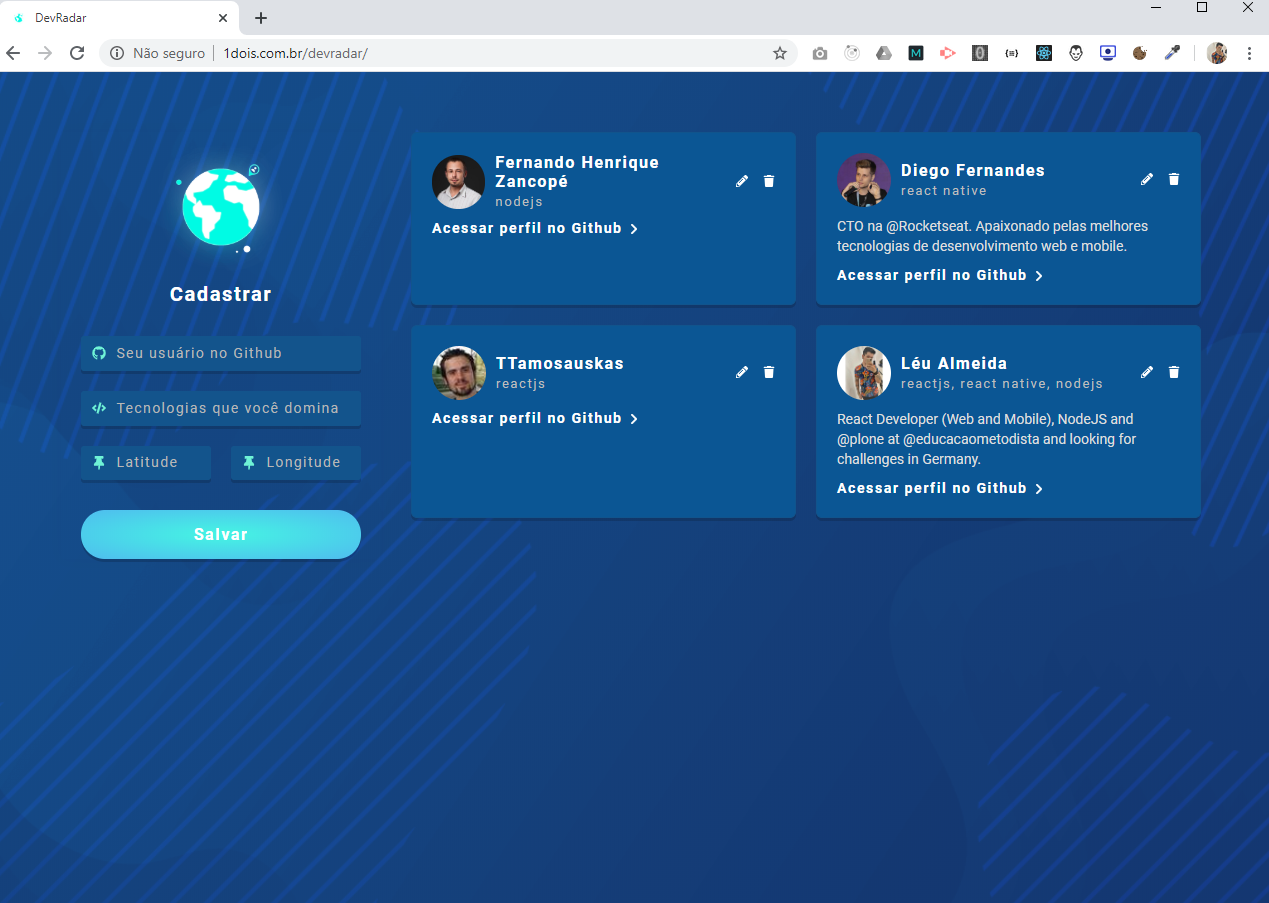 DevRadar
Não seguro
1dois.com.br/devradar/
Cadastrar
Seu usuário no Github
Tecnologias que você domina
Latitude
Longitude
Salvar
Fernando Henrique
Zancopé
nodejs
Acessar perfil no Github
Diego Fernandes
react native
CTO na @Rocketseat. Apaixonado pelas melhores
tecnologias de desenvolvimento web e mobile.
Acessar perfil no Github
TTamosauskas
reactjs
Acessar perfil no Github
Léu Almeida
reactjs, react native, nodejs
React Developer (Web and Mobile), NodeJS and
@plone at @educacaometodista and looking for
challenges in Germany.
Acessar perfil no Github